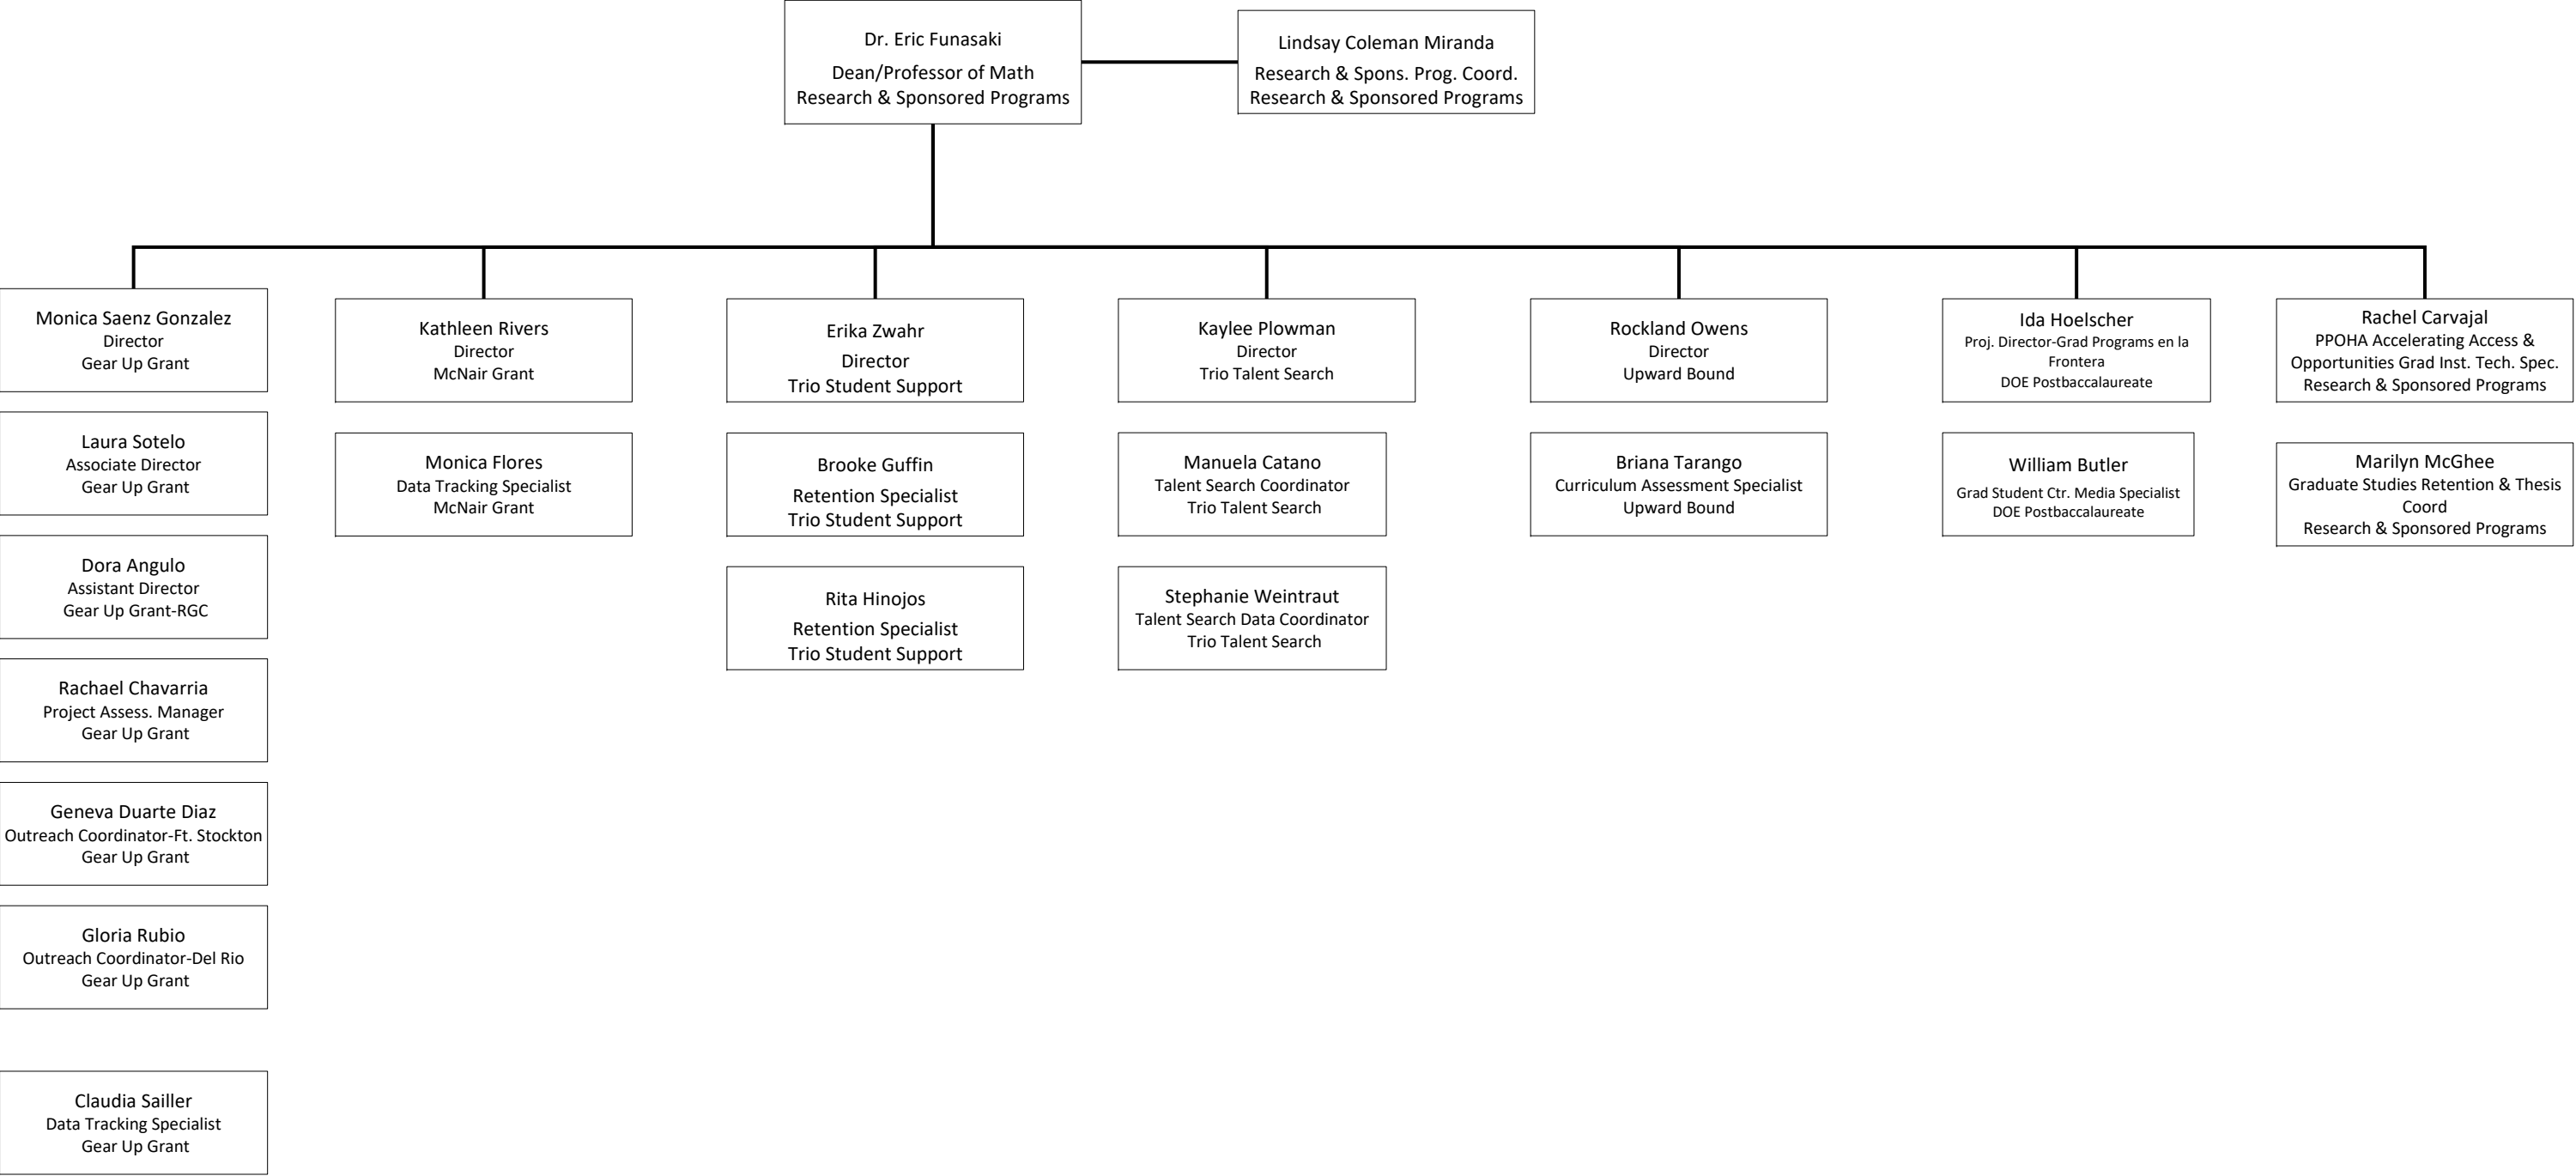 Dr. Eric Funasaki
Dean/Professor of Math
Research & Sponsored Programs
Lindsay Coleman Miranda
Research & Spons. Prog. Coord.
Research & Sponsored Programs
Monica Saenz Gonzalez
Director
Gear Up Grant
Laura Sotelo
Associate Director
Gear Up Grant
Dora Angulo
Assistant Director
Gear Up Grant-RGC
Rachael Chavarria
Project Assess. Manager
Gear Up Grant
Geneva Duarte Diaz
Outreach Coordinator-Ft. Stockton
Gear Up Grant
Gloria Rubio
Outreach Coordinator-Del Rio
Gear Up Grant
Claudia Sailler
Data Tracking Specialist
Gear Up Grant
Kathleen Rivers
Director
McNair Grant
Monica Flores
Data Tracking Specialist
McNair Grant
Erika Zwahr
Director
Trio Student Support
Brooke Guffin
Retention Specialist
Trio Student Support
Rita Hinojos
Retention Specialist
Trio Student Support
Kaylee Plowman
Director
Trio Talent Search
Manuela Catano
Talent Search Coordinator
Trio Talent Search
Stephanie Weintraut
Talent Search Data Coordinator
Trio Talent Search
Rockland Owens
Director
Upward Bound
Briana Tarango
Curriculum Assessment Specialist
Upward Bound
Ida Hoelscher
Proj. Director-Grad Programs en la
Frontera
DOE Postbaccalaureate
William Butler
Grad Student Ctr. Media Specialist
DOE Postbaccalaureate
Rachel Carvajal
PPOHA Accelerating Access &
Opportunities Grad Inst. Tech. Spec.
Research & Sponsored Programs
Marilyn McGhee
Graduate Studies Retention & Thesis
Coord
Research & Sponsored Programs